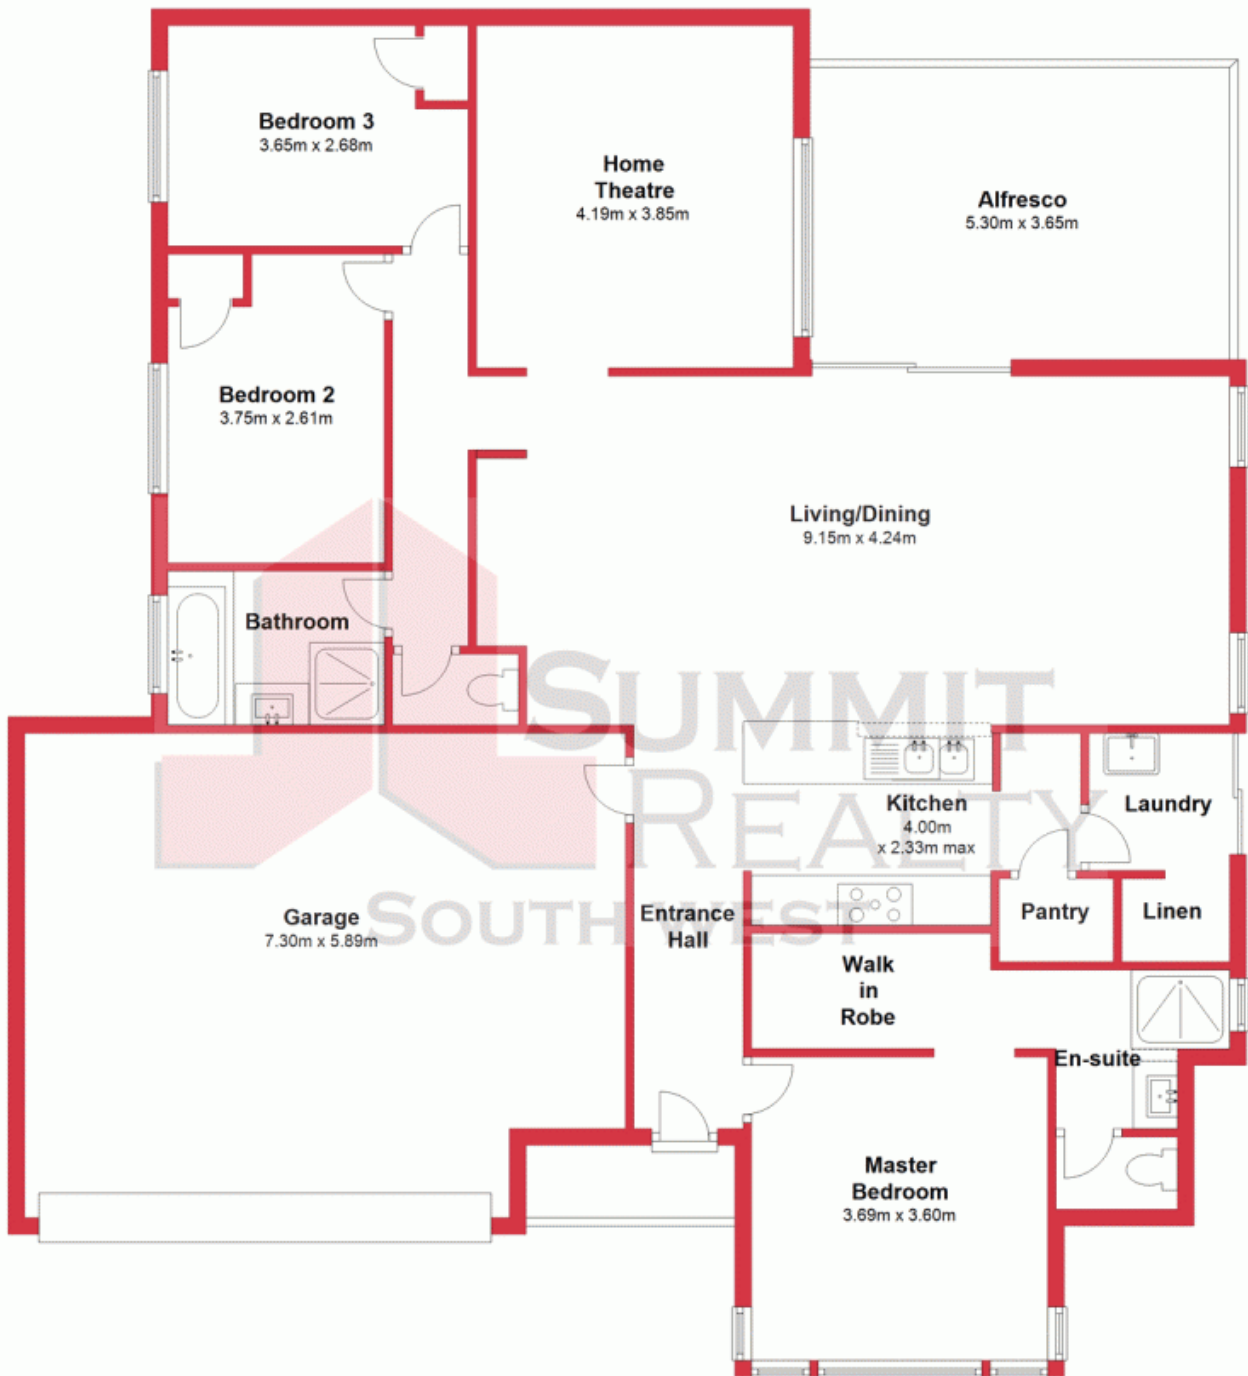 Bedroom 3
3.65m x 2.68m
Home
Theatre
4.19m x 3.85m
Alfresco
5.30m x 3.65m
Bedroom 2
3.75m x 2.61m
Living/Dining
9.15m x 4.24m
Bathroom
SUMMIT
REALTY
SOUTH WEST
Kitchen
4.00m
x 2.33m max
Laundry
Garage
7.30m x 5.89m
Entrance
Hall
Pantry
Linen
Walk
in
Robe
En-suite
Master
Bedroom
3.69m x 3.60m